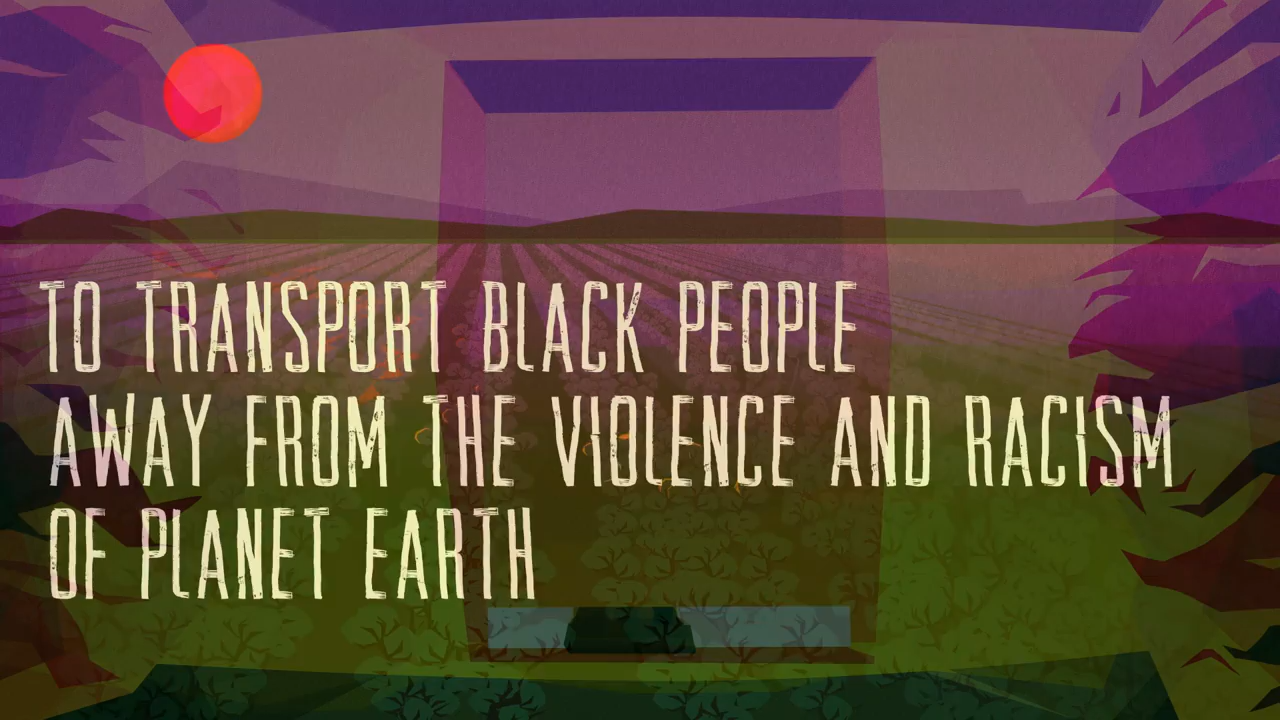 TO TRANSPORT BLACK PEOPLE
AWAY FROM THE VIOLENCE AND RACISM
OF PLANET EARTH